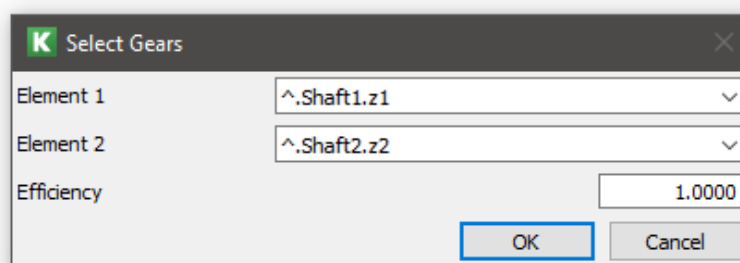 K Select Gears
Element 1 ^.Shaft1.z1
Element 2 ^.Shaft2.z2
Efficiency 1.0000
OK Cancel